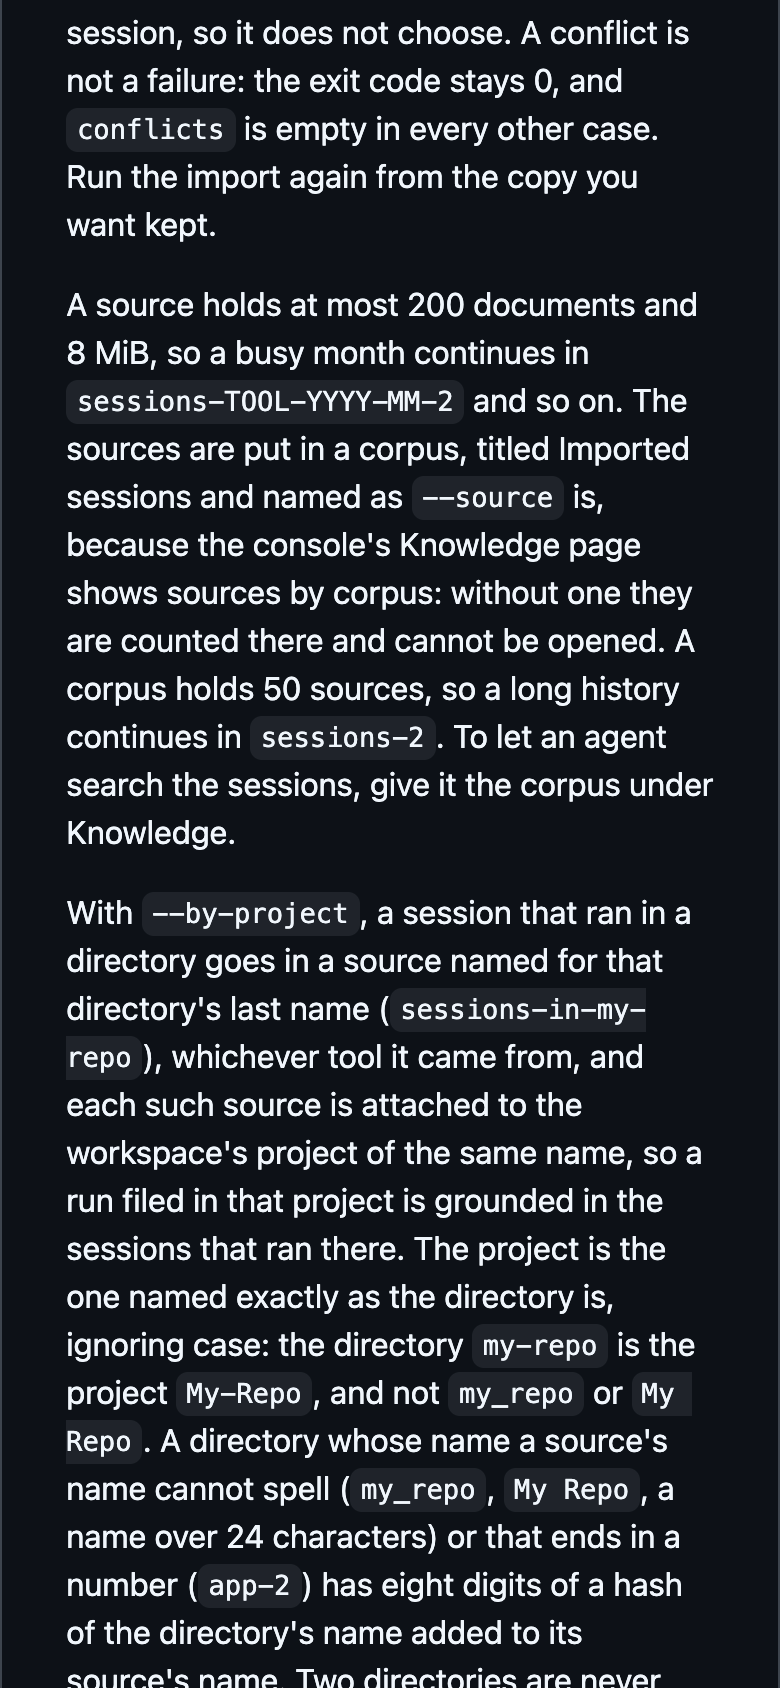 session, so it does not choose. A conflict is
not a failure: the exit code stays 0, and
conflicts is empty in every other case.
Run the import again from the copy you
want kept.
A source holds at most 200 documents and
8 MiB, so a busy month continues in
sessions-TOOL-YYYY-MM-2 and so on. The
sources are put in a corpus, titled Imported
sessions and named as --source is,
because the console's Knowledge page
shows sources by corpus: without one they
are counted there and cannot be opened. A
corpus holds 50 sources, so a long history
continues in sessions-2. To let an agent
search the sessions, give it the corpus under
Knowledge.
With --by-project, a session that ran in a
directory goes in a source named for that
directory's last name (sessions-in-my-
repo), whichever tool it came from, and
each such source is attached to the
workspace's project of the same name, so a
run filed in that project is grounded in the
sessions that ran there. The project is the
one named exactly as the directory is,
ignoring case: the directory my-repo is the
project My-Repo, and not my_repo or My
Repo. A directory whose name a source's
name cannot spell (my_repo, My Repo, a
name over 24 characters) or that ends in a
number (app-2) has eight digits of a hash
of the directory's name added to its
source's name. Two directories are never